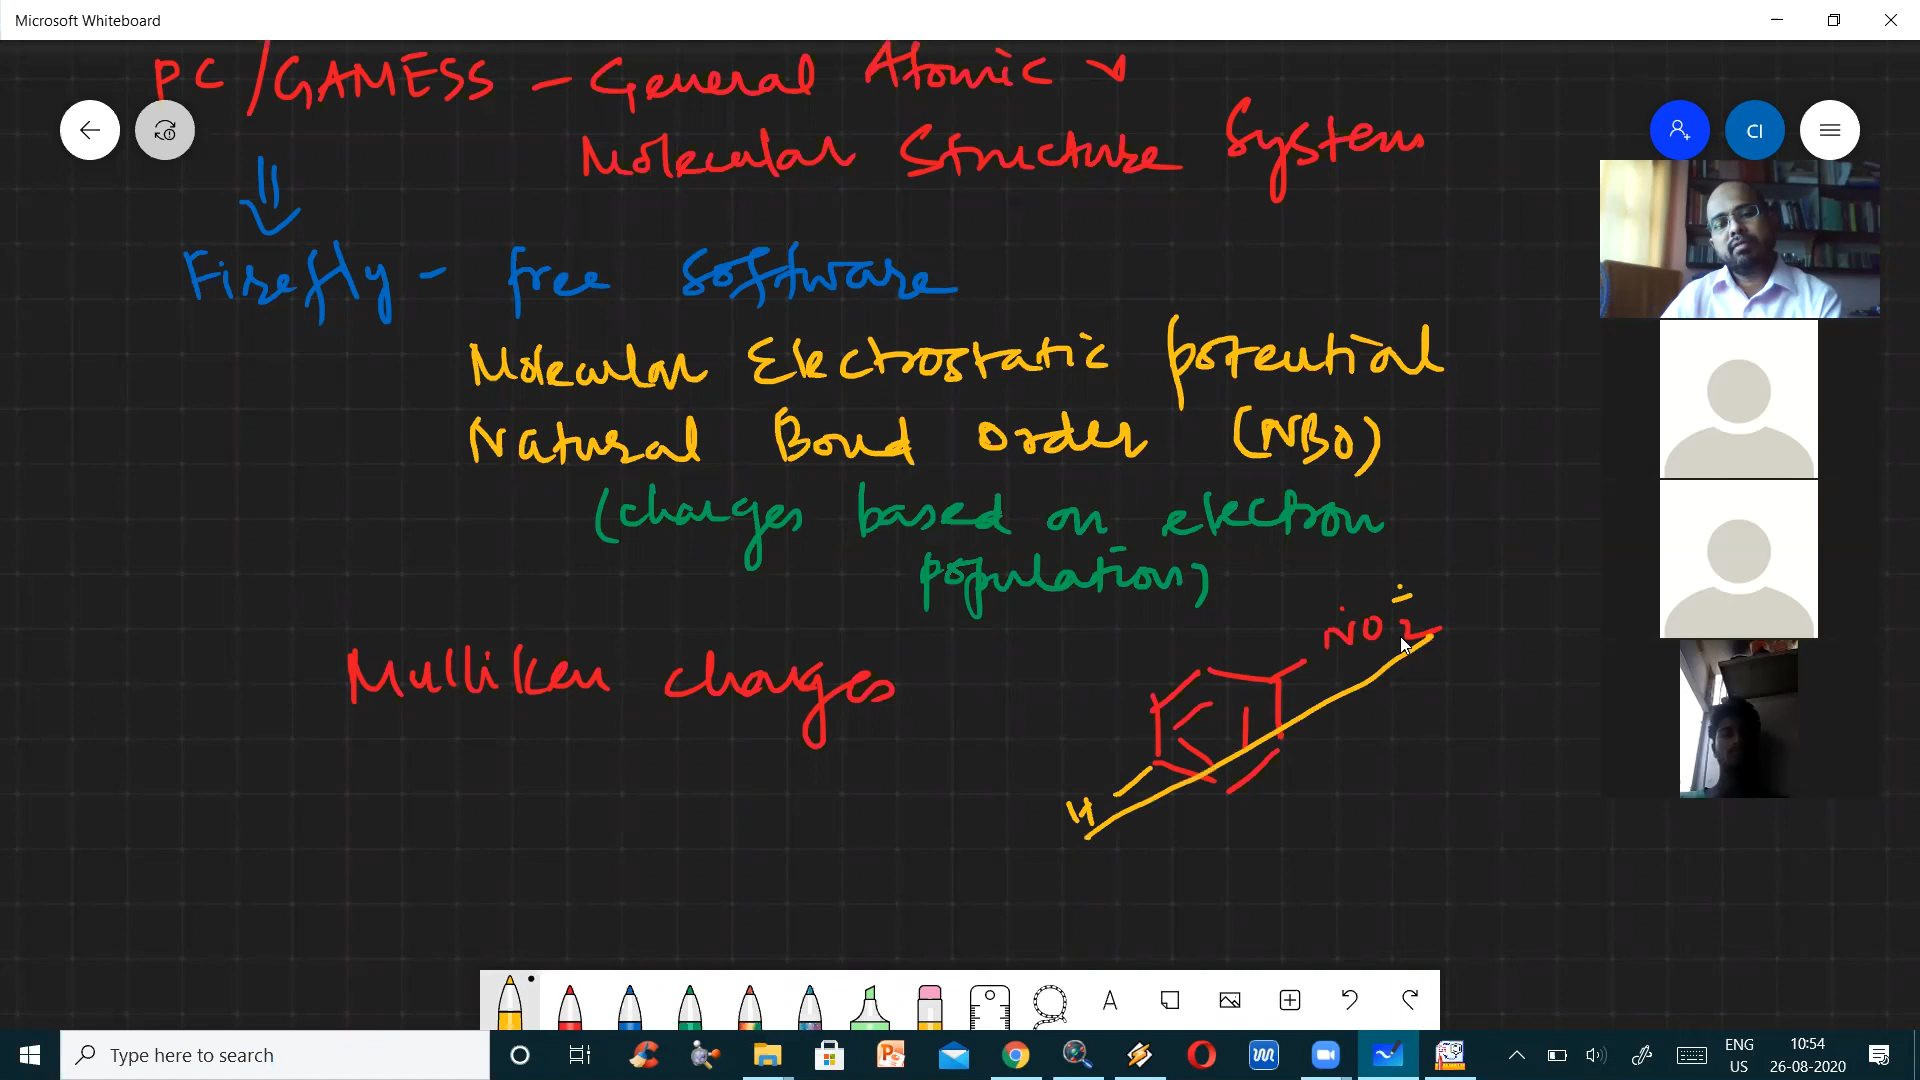 Microsoft Whiteboard
PC/GAMESS - General Atomic &
Molecular Structure System
CI
Firefly - free software
Molecular Electrostatic potential
Natural Bond Order (NBO)
(charges based on electron
population)
NO2
Mulliken charges
H
A
Type here to search
ENG
US
10:54
26-08-2020